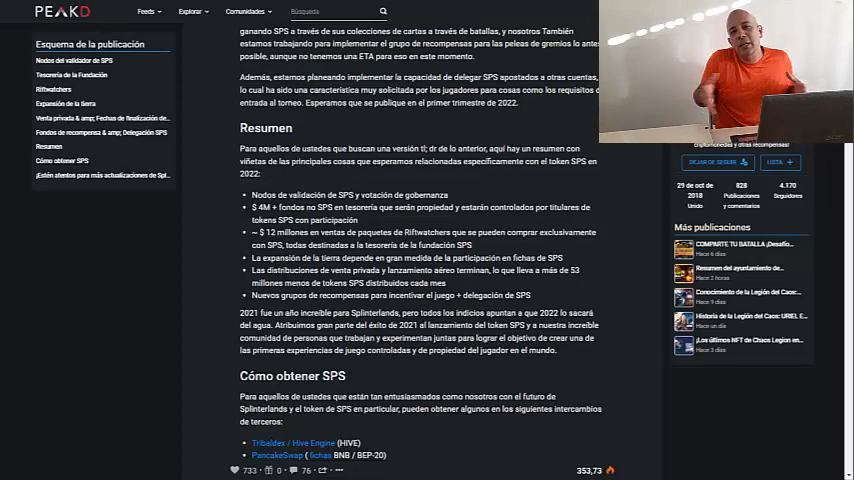 PEAKD
Feeds
Explorar
Comunidades
Búsqueda
Esquema de la publicación
Nodos del validador de SPS
Tesorería de la Fundación
Riftwatchers
Expansión de la tierra
Venta privada &amp; Fechas de finalización de...
Fondos de recompensa &amp; Delegación SPS
Resumen
Cómo obtener SPS
¡Estén atentos para más actualizaciones de Spl...
ganando SPS a través de sus colecciones de cartas a través de batallas, y nosotros También
estamos trabajando para implementar el grupo de recompensas para las peleas de gremios lo antes
posible, aunque no tenemos una ETA para eso en este momento.
Además, estamos planeando implementar la capacidad de delegar SPS apostados a otras cuentas,
lo cual ha sido una característica muy solicitada por los jugadores para cosas como los requisitos de
entrada al torneo. Esperamos que se publique en el primer trimestre de 2022.
Resumen
Para aquellos de ustedes que buscan una versión tl; dr de lo anterior, aquí hay un resumen con
viñetas de las principales cosas que esperamos relacionadas específicamente con el token SPS en
2022:
• Nodos de validación de SPS y votación de gobernanza
• $ 4M + fondos no SPS en tesorería que serán propiedad y estarán controlados por titulares de
tokens SPS con participación
• ~ $ 12 millones en ventas de paquetes de Riftwatchers que se pueden comprar exclusivamente
con SPS, todas destinadas a la tesorería de la fundación SPS
• La expansión de la tierra depende en gran medida de la participación en fichas de SPS
• Las distribuciones de venta privada y lanzamiento aéreo terminan, lo que lleva a más de 53
millones menos de tokens SPS distribuidos cada mes
• Nuevos grupos de recompensas para incentivar el juego + delegación de SPS
2021 fue un año increíble para Splinterlands, pero todos los indicios apuntan a que 2022 lo sacará
del agua. Atribuimos gran parte del éxito de 2021 al lanzamiento del token SPS y a nuestra increíble
comunidad de personas que trabajan y experimentan juntas para lograr el objetivo de crear una de
las primeras experiencias de juego controladas y de propiedad del jugador en el mundo.
Cómo obtener SPS
Para aquellos de ustedes que están tan entusiasmados como nosotros con el futuro de
Splinterlands y el token de SPS en particular, pueden obtener algunos en los siguientes intercambios
de terceros:
• Tribaldex / Hive Engine (HIVE)
• PancakeSwap ( fichas BNB / BEP-20)
733 · 0 · 76 · ···
353,73
criptomonedas y otras recompensas!
DEJAR DE SEGUIR
LISTA +
29 de oct de
2018
Unido
828
Publicaciones
y comentarios
4.170
Seguidores
Más publicaciones
COMPARTE TU BATALLA ¡Desafío...
Hace 6 días
Resumen del ayuntamiento de...
Hace 2 horas
Conocimiento de la Legión del Caos:...
Hace 9 días
Historia de la Legión del Caos: URIEL E...
Hace un día
¡Los últimos NFT de Chaos Legion en...
Hace 3 días